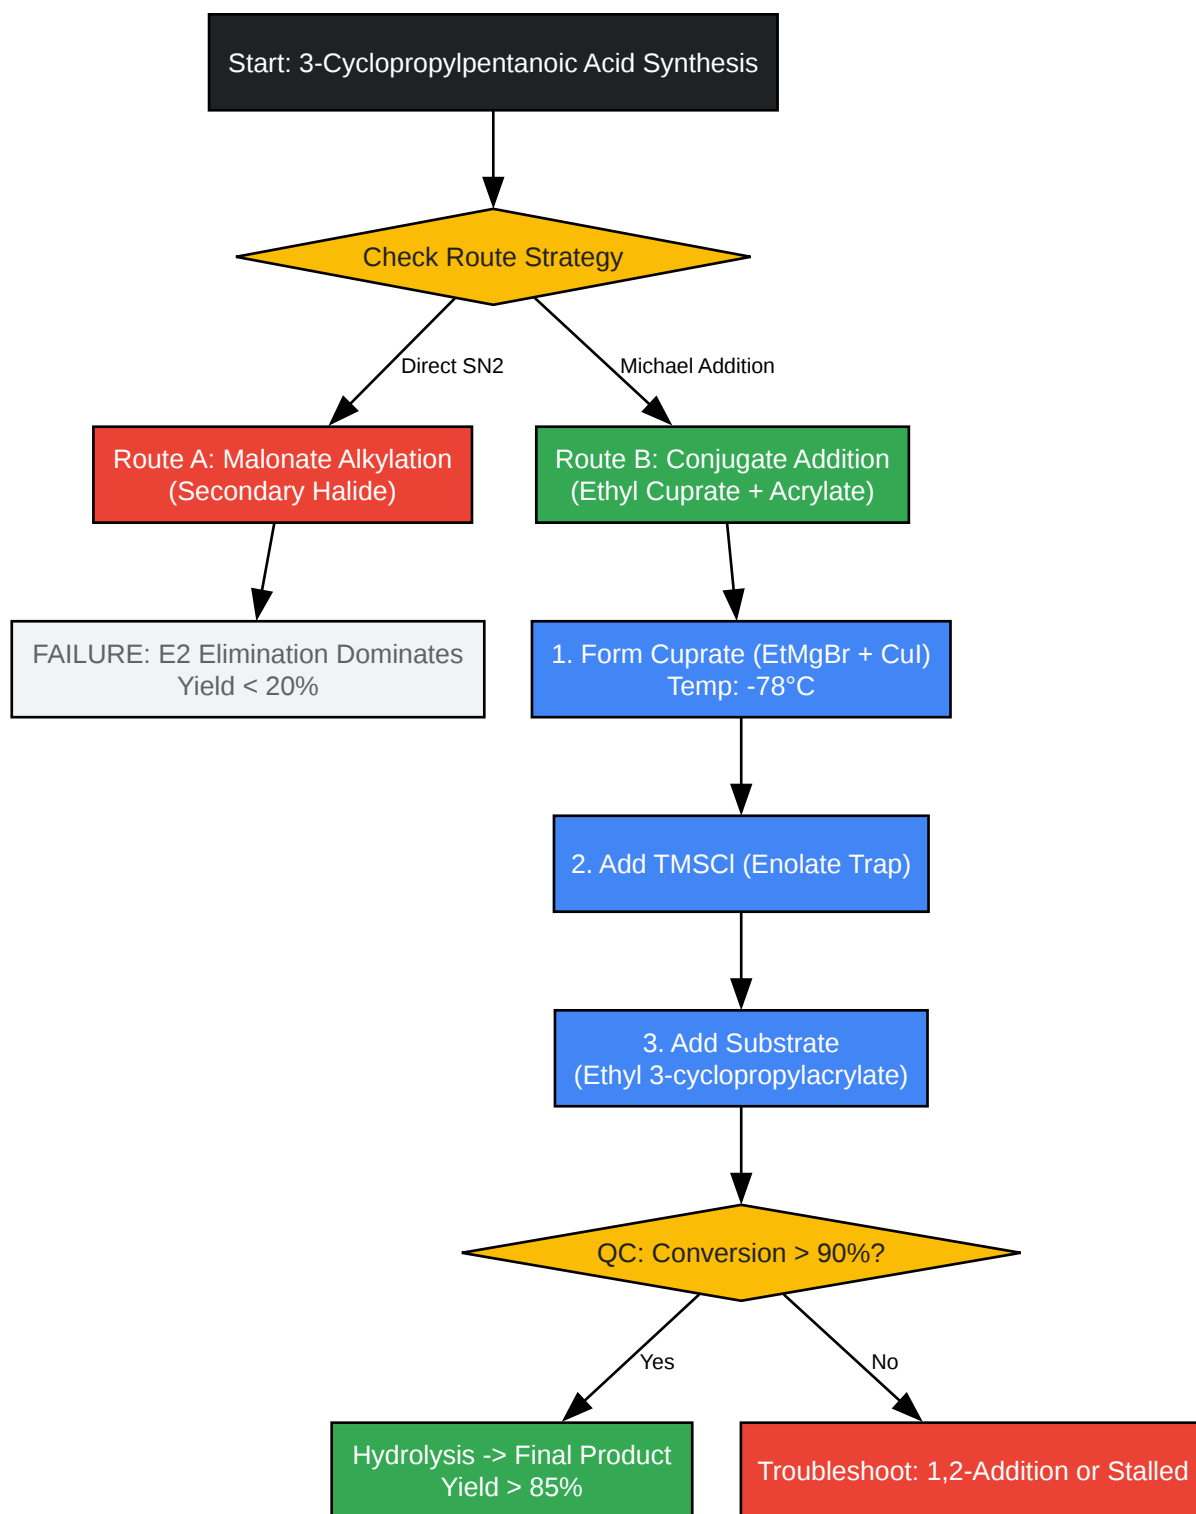 Start: 3-Cyclopropylpentanoic Acid Synthesis
Check Route Strategy
Direct SN2
Michael Addition
Route A: Malonate Alkylation
(Secondary Halide)
Route B: Conjugate Addition
(Ethyl Cuprate + Acrylate)
FAILURE: E2 Elimination Dominates
Yield < 20%
1. Form Cuprate (EtMgBr + CuI)
Temp: -78°C
2. Add TMSCl (Enolate Trap)
3. Add Substrate
(Ethyl 3-cyclopropylacrylate)
QC: Conversion > 90%?
Yes
No
Hydrolysis -> Final Product
Yield > 85%
Troubleshoot: 1,2-Addition or Stalled